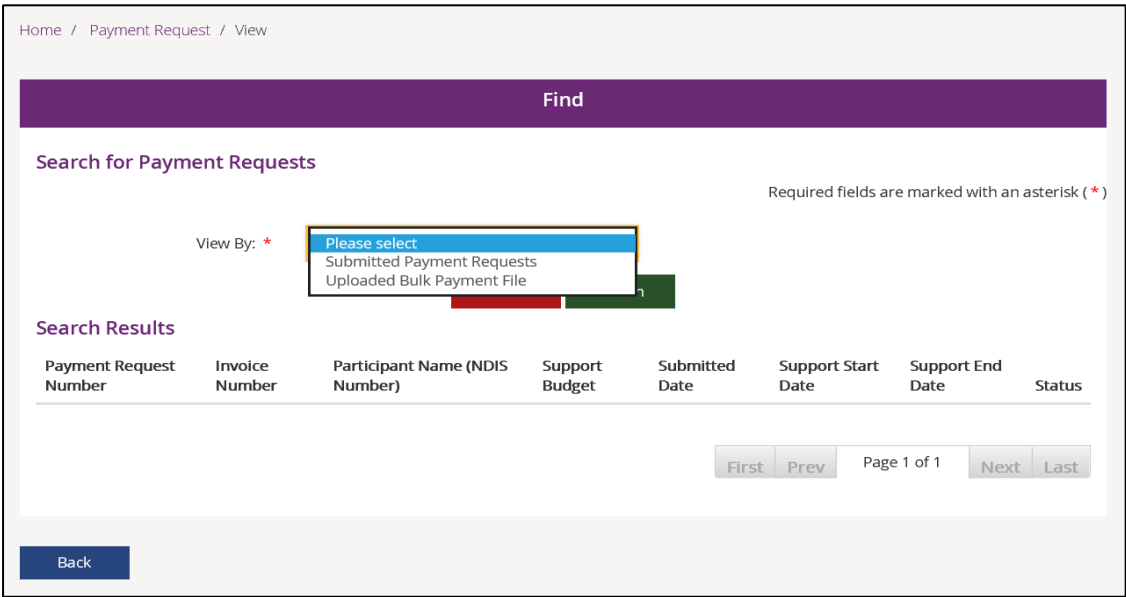 Home / Payment Request / View
Find
Search for Payment Requests
Required fields are marked with an asterisk ( * )
View By: *
Please select
Submitted Payment Requests
Uploaded Bulk Payment File
Search Results
Payment Request Number
Invoice Number
Participant Name (NDIS Number)
Support Budget
Submitted Date
Support Start Date
Support End Date
Status
First Prev Page 1 of 1 Next Last
Back